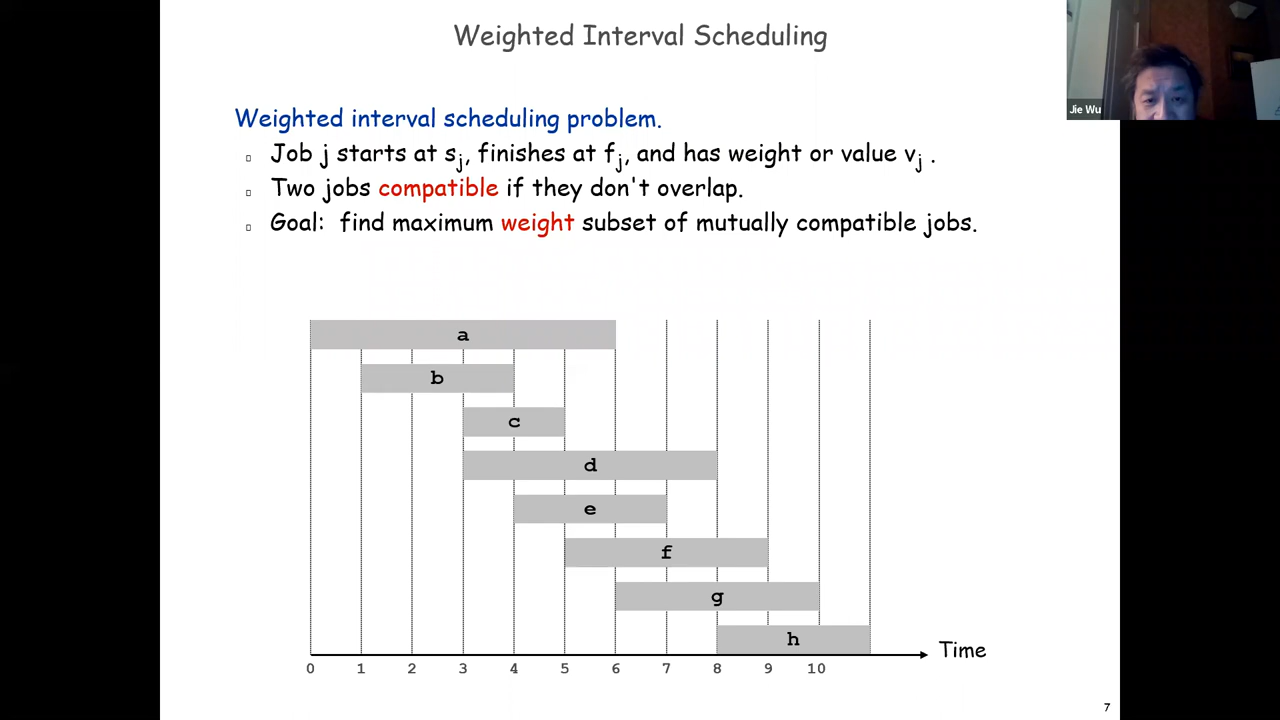 Weighted Interval Scheduling
Jie Wu
Weighted interval scheduling problem.
Job j starts at sj, finishes at fj, and has weight or value vj .
Two jobs compatible if they don't overlap.
Goal: find maximum weight subset of mutually compatible jobs.
a
b
c
d
e
f
g
h
Time
0 1 2 3 4 5 6 7 8 9 10
7